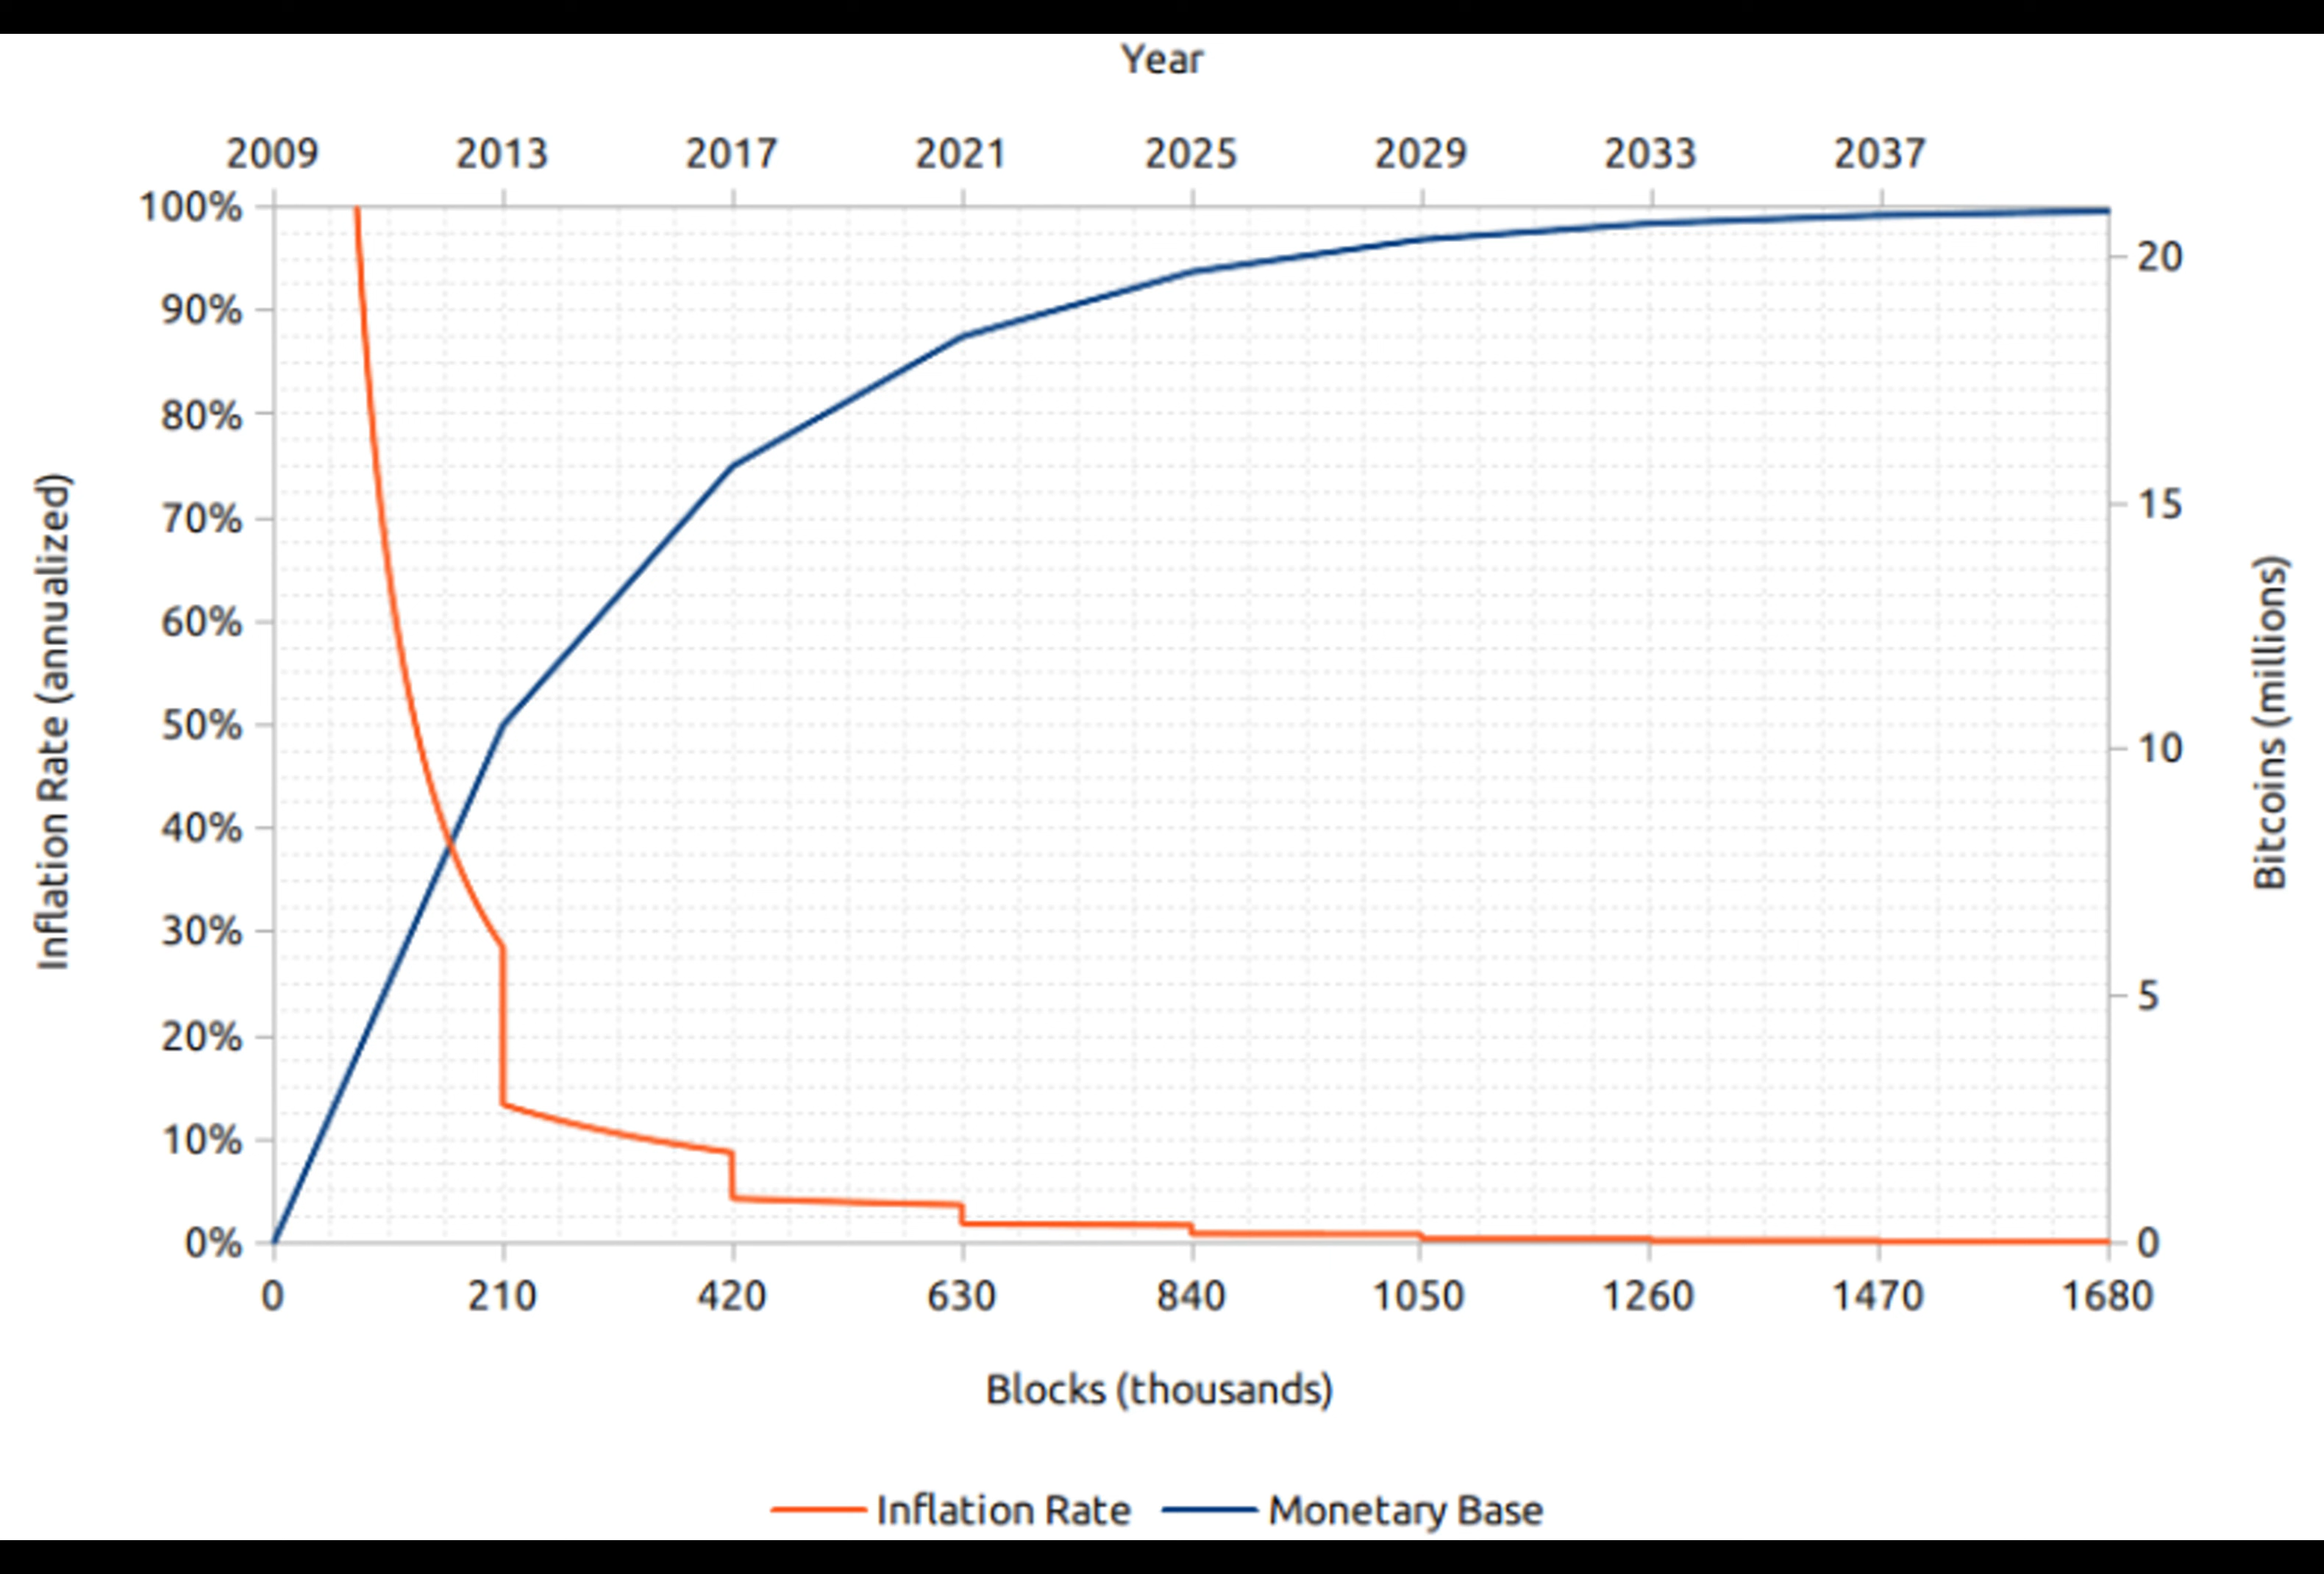 Year
2009 2013 2017 2021 2025 2029 2033 2037
100%
90%
80%
70%
60%
50%
40%
30%
20%
10%
0%
Inflation Rate (annualized)
20
15
10
5
0
Bitcoins (millions)
0 210 420 630 840 1050 1260 1470 1680
Blocks (thousands)
Inflation Rate Monetary Base